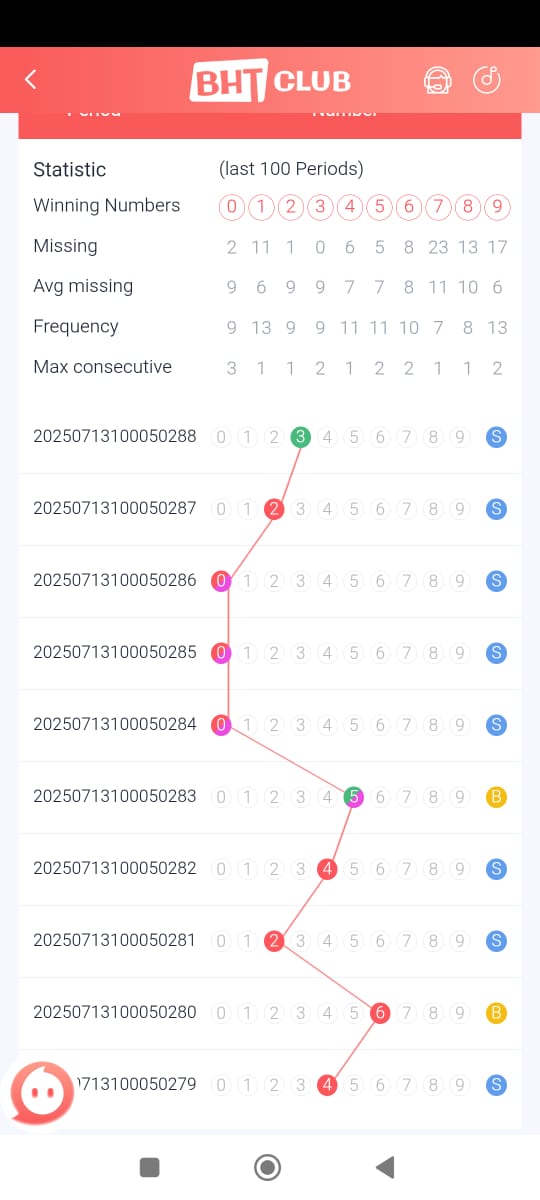 BHT CLUB
Period Number
Statistic (last 100 Periods)
Winning Numbers 0 1 2 3 4 5 6 7 8 9
Missing 2 11 1 0 6 5 8 23 13 17
Avg missing 9 6 9 9 7 7 8 11 10 6
Frequency 9 13 9 9 11 11 10 7 8 13
Max consecutive 3 1 1 2 1 2 2 1 1 2
20250713100050288 0 1 2 3 4 5 6 7 8 9 S
20250713100050287 0 1 2 3 4 5 6 7 8 9 S
20250713100050286 0 1 2 3 4 5 6 7 8 9 S
20250713100050285 0 1 2 3 4 5 6 7 8 9 S
20250713100050284 0 1 2 3 4 5 6 7 8 9 S
20250713100050283 0 1 2 3 4 5 6 7 8 9 B
20250713100050282 0 1 2 3 4 5 6 7 8 9 S
20250713100050281 0 1 2 3 4 5 6 7 8 9 S
20250713100050280 0 1 2 3 4 5 6 7 8 9 B
713100050279 0 1 2 3 4 5 6 7 8 9 S